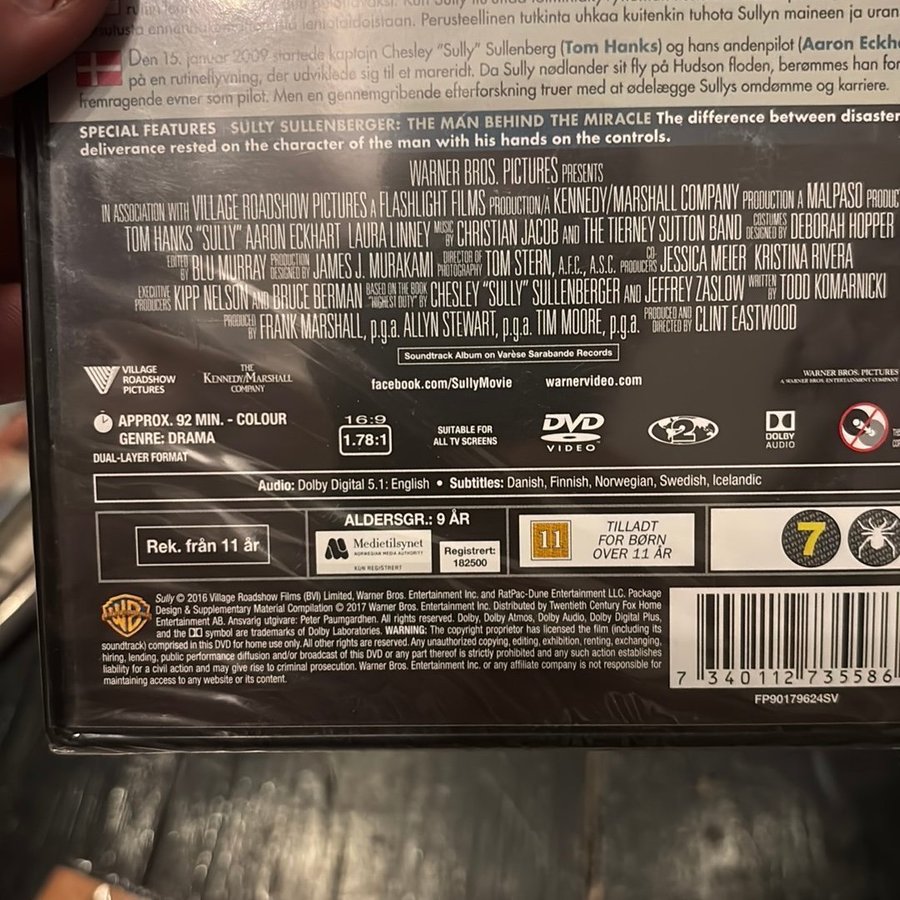 lentotaidoistaan. Perusteellinen tutkinta uhkaa kuitenkin tuhota Sullyn maineen ja uran
Den 15. januar 2009 startede kaptajn Chesley "Sully" Sullenberg (Tom Hanks) og hans andenpilot (Aaron Eckh
på en rutineflyvning, der udviklede sig til et mareridt. Da Sully nødlander sit fly på Hudson floden, berømmes han for
fremragende evner som pilot. Men en gennemgribende efterforskning truer med at ødelægge Sullys omdømme og karriere.
SPECIAL FEATURES SULLY SULLENBERGER: THE MAN BEHIND THE MIRACLE The difference between disaster
deliverance rested on the character of the man with his hands on the controls.
WARNER BROS. PICTURES PRESENTS
IN ASSOCIATION WITH VILLAGE ROADSHOW PICTURES A FLASHLIGHT FILMS PRODUCTION/A KENNEDY/MARSHALL COMPANY PRODUCTION A MALPASO PRODUC
TOM HANKS "SULLY" AARON ECKHART LAURA LINNEY MUSIC BY CHRISTIAN JACOB AND THE TIERNEY SUTTON BAND COSTUMES DESIGNED BY DEBORAH HOPPER
EDITED BY BLU MURRAY PRODUCTION DESIGNED BY JAMES J. MURAKAMI DIRECTOR OF PHOTOGRAPHY TOM STERN, A.F.C., A.S.C. CO-PRODUCERS JESSICA MEIER KRISTINA RIVERA
EXECUTIVE PRODUCERS KIPP NELSON AND BRUCE BERMAN BASED ON THE BOOK "HIGHEST DUTY" BY CHESLEY "SULLY" SULLENBERGER AND JEFFREY ZASLOW WRITTEN BY TODD KOMARNICKI
PRODUCED BY FRANK MARSHALL, p.g.a. ALLYN STEWART, p.g.a. TIM MOORE, p.g.a. PRODUCED AND DIRECTED BY CLINT EASTWOOD
Soundtrack Album on Varèse Sarabande Records
VILLAGE ROADSHOW PICTURES
THE KENNEDY/MARSHALL COMPANY
facebook.com/SullyMovie warnervideo.com
WARNER BROS. PICTURES
A WARNER BROS. ENTERTAINMENT COMPANY
APPROX. 92 MIN. - COLOUR
GENRE: DRAMA
DUAL-LAYER FORMAT
16:9
1.78:1
SUITABLE FOR
ALL TV SCREENS
DVD
VIDEO
2
DOLBY
AUDIO
Audio: Dolby Digital 5.1: English • Subtitles: Danish, Finnish, Norwegian, Swedish, Icelandic
Rek. från 11 år
ALDERSGR.: 9 ÅR
Medietilsynet
NORWEGIAN MEDIA AUTHORITY
KUN REGISTRERT
Registrert:
182500
11
TILLADT
FOR BØRN
OVER 11 ÅR
7
WB
Sully © 2016 Village Roadshow Films (BVI) Limited, Warner Bros. Entertainment Inc. and RatPac-Dune Entertainment LLC. Package
Design & Supplementary Material Compilation © 2017 Warner Bros. Entertainment Inc. Distributed by Twentieth Century Fox Home
Entertainment AB. Ansvarig utgivare: Peter Paumgardhen. All rights reserved. Dolby, Dolby Atmos, Dolby Audio, Dolby Digital Plus,
and the symbol are trademarks of Dolby Laboratories. WARNING: The copyright proprietor has licensed the film (including its
soundtrack) comprised in this DVD for home use only. All other rights are reserved. Any unauthorized copying, editing, exhibition, renting, exchanging,
hiring, lending, public performance diffusion and/or broadcast of this DVD or any part thereof is strictly prohibited and any such action establishes
liability for a civil action and may give rise to criminal prosecution. Warner Bros. Entertainment Inc. or any affiliate company is not responsible for
maintaining access to any website or its content.
7 340112 735586
FP90179624SV